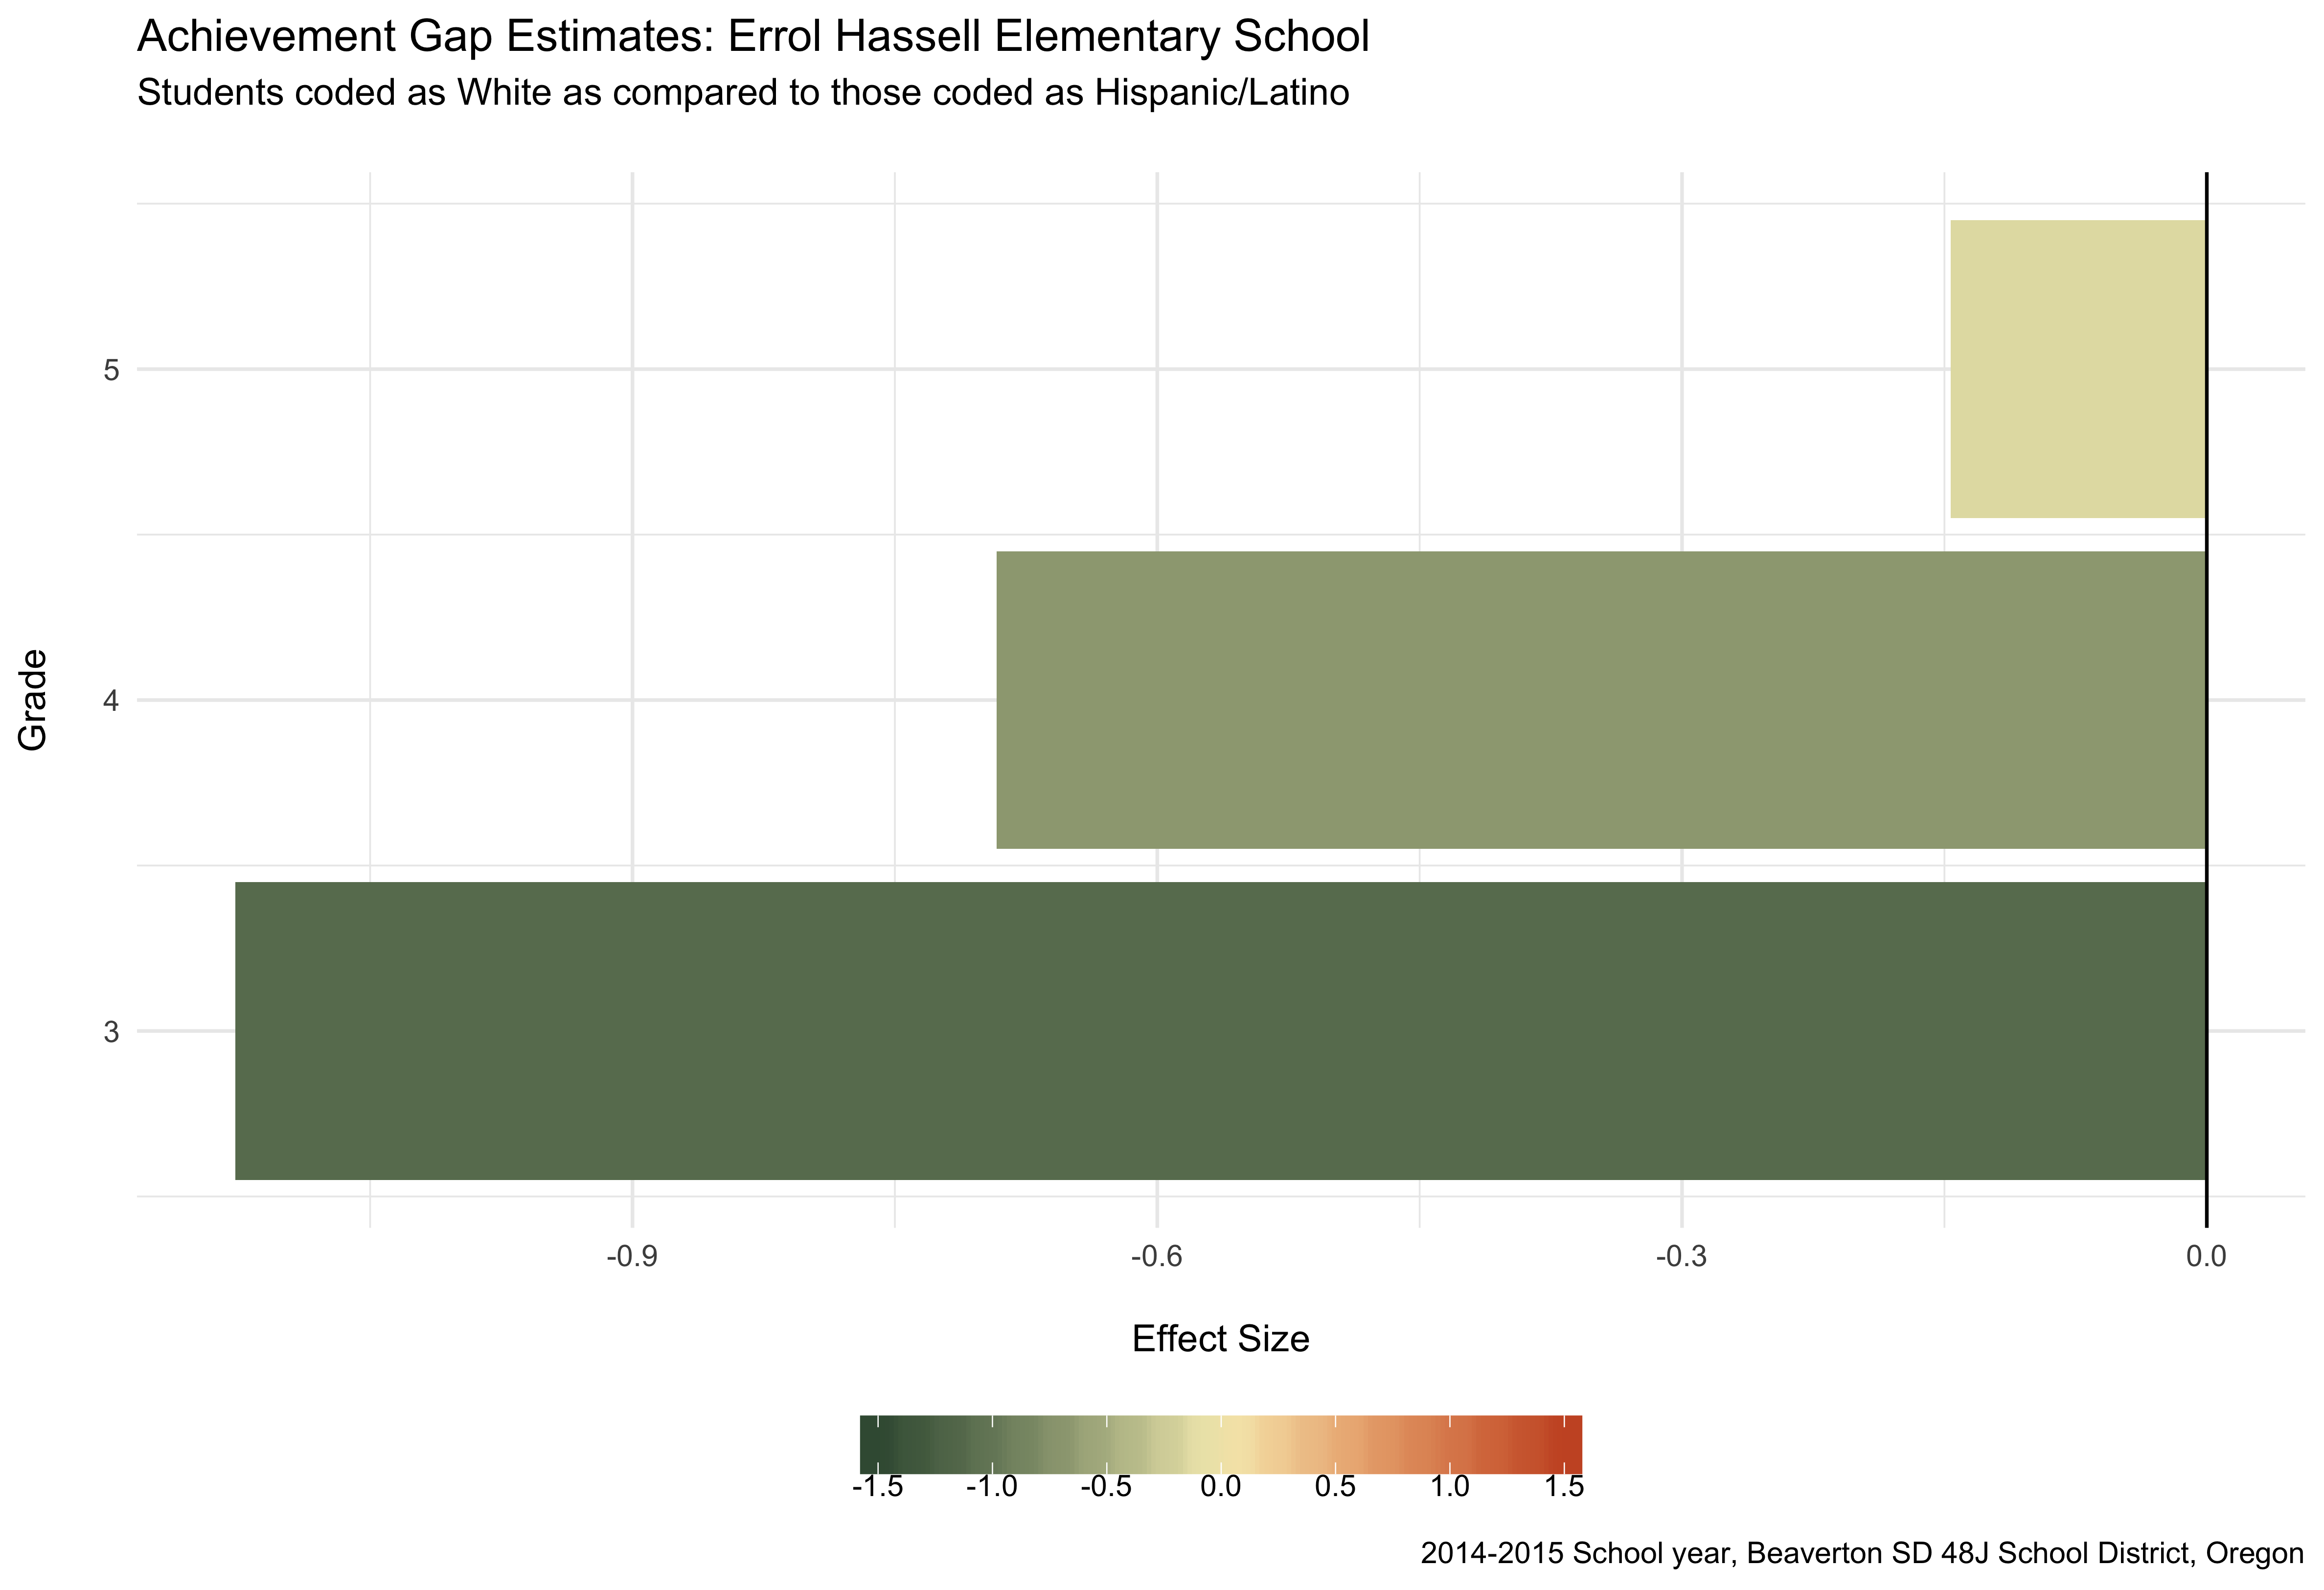 Achievement Gap Estimates: Errol Hassell Elementary School
Students coded as White as compared to those coded as Hispanic/Latino
5
4
3
Grade
-0.9 -0.6 -0.3 0.0
Effect Size
-1.5 -1.0 -0.5 0.0 0.5 1.0 1.5
2014-2015 School year, Beaverton SD 48J School District, Oregon